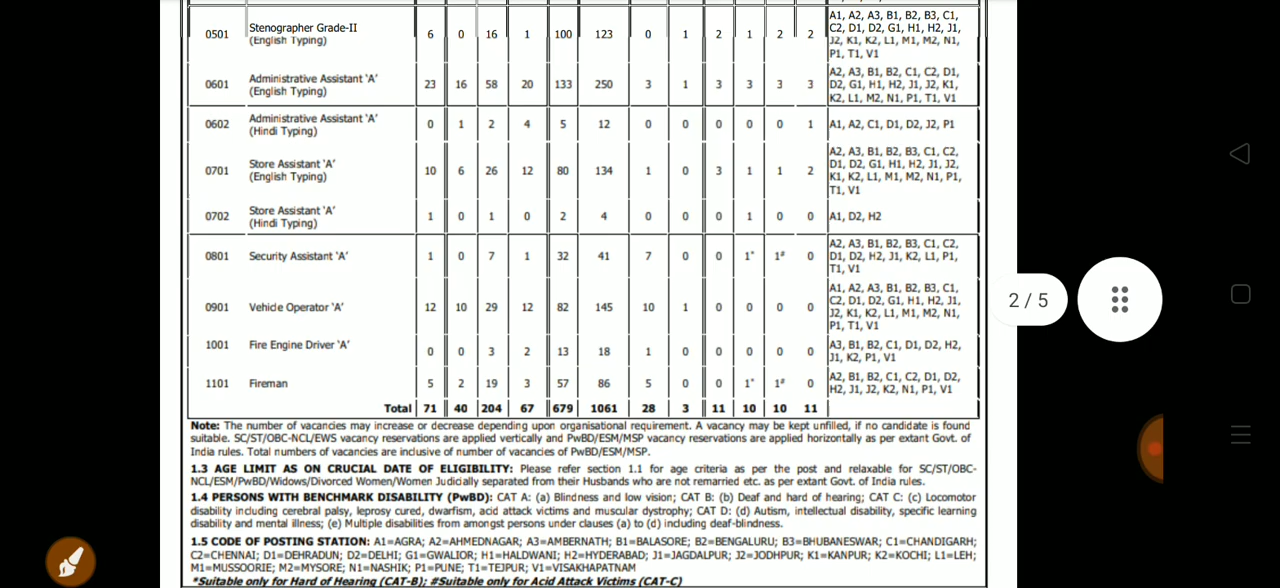 0501 Stenographer Grade-II (English Typing) 6 0 16 1 100 123 0 1 2 1 2 2 A1, A2, A3, B1, B2, B3, C1,
C2, D1, D2, G1, H1, H2, J1,
J2, K1, K2, L1, M1, M2, N1,
P1, T1, V1
0601 Administrative Assistant ‘A’ (English Typing) 23 16 58 20 133 250 3 1 3 3 3 3 A2, A3, B1, B2, C1, C2, D1,
D2, G1, H1, H2, J1, J2, K1,
K2, L1, M2, N1, P1, T1, V1
0602 Administrative Assistant ‘A’ (Hindi Typing) 0 1 2 4 5 12 0 0 0 0 0 1 A1, A2, C1, D1, D2, J2, P1
0701 Store Assistant ‘A’ (English Typing) 10 6 26 12 80 134 1 0 3 1 1 2 A2, A3, B1, B2, B3, C1, C2,
D1, D2, G1, H1, H2, J1, J2,
K1, K2, L1, M1, M2, N1, P1,
T1, V1
0702 Store Assistant ‘A’ (Hindi Typing) 1 0 1 0 2 4 0 0 0 1 0 0 A1, D2, H2
0801 Security Assistant ‘A’ 1 0 7 1 32 41 7 0 0 1* 1# 0 A2, A3, B1, B2, B3, C1, C2,
D1, D2, H2, J1, K2, L1, P1,
T1, V1
0901 Vehicle Operator ‘A’ 12 10 29 12 82 145 10 1 0 0 0 0 A1, A2, A3, B1, B2, B3, C1,
C2, D1, D2, G1, H1, H2, J1,
J2, K1, K2, L1, M1, M2, N1,
P1, T1, V1
1001 Fire Engine Driver ‘A’ 0 0 3 2 13 18 1 0 0 0 0 0 A3, B1, B2, C1, D1, D2, H2,
J1, K2, P1, V1
1101 Fireman 5 2 19 3 57 86 5 0 0 1* 1# 0 A2, B1, B2, C1, C2, D1, D2,
H2, J1, J2, K2, N1, P1, V1
Total 71 40 204 67 679 1061 28 3 11 10 10 11
Note: The number of vacancies may increase or decrease depending upon organisational requirement. A vacancy may be kept unfilled, if no candidate is found
suitable. SC/ST/OBC-NCL/EWS vacancy reservations are applied vertically and PwBD/ESM/MSP vacancy reservations are applied horizontally as per extant Govt. of
India rules. Total numbers of vacancies are inclusive of number of vacancies of PwBD/ESM/MSP.
1.3 AGE LIMIT AS ON CRUCIAL DATE OF ELIGIBILITY: Please refer section 1.1 for age criteria as per the post and relaxable for SC/ST/OBC-
NCL/ESM/PwBD/Widows/Divorced Women/Women Judicially separated from their Husbands who are not remarried etc. as per extant Govt. of India rules.
1.4 PERSONS WITH BENCHMARK DISABILITY (PwBD): CAT A: (a) Blindness and low vision; CAT B: (b) Deaf and hard of hearing; CAT C: (c) Locomotor
disability including cerebral palsy, leprosy cured, dwarfism, acid attack victims and muscular dystrophy; CAT D: (d) Autism, intellectual disability, specific learning
disability and mental illness; (e) Multiple disabilities from amongst persons under clauses (a) to (d) including deaf-blindness.
1.5 CODE OF POSTING STATION: A1=AGRA; A2=AHMEDNAGAR; A3=AMBERNATH; B1=BALASORE; B2=BENGALURU; B3=BHUBANESWAR; C1=CHANDIGARH;
C2=CHENNAI; D1=DEHRADUN; D2=DELHI; G1=GWALIOR; H1=HALDWANI; H2=HYDERABAD; J1=JAGDALPUR; J2=JODHPUR; K1=KANPUR; K2=KOCHI; L1=LEH;
M1=MUSSOORIE; M2=MYSORE; N1=NASHIK; P1=PUNE; T1=TEJPUR; V1=VISAKHAPATNAM
*Suitable only for Hard of Hearing (CAT-B); #Suitable only for Acid Attack Victims (CAT-C)
2 / 5